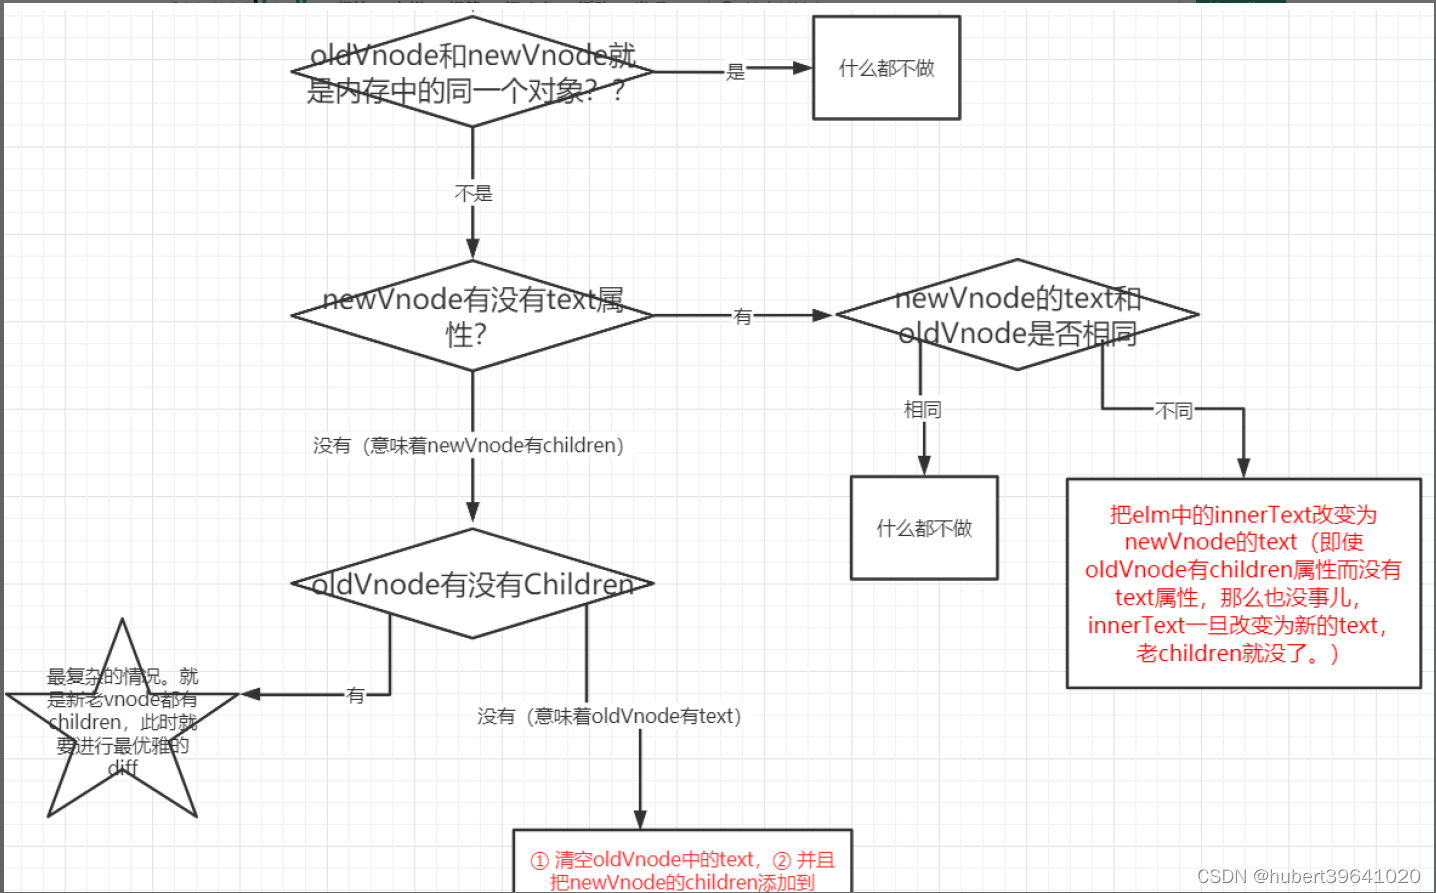 oldVnode和newVnode就
是内存中的同一个对象？？
是
什么都不做
不是
newVnode有没有text属
性?
有
newVnode的text和
oldVnode是否相同
相同
不同
没有（意味着newVnode有children）
什么都不做
把elm中的innerText改变为
newVnode的text（即使
oldVnode有children属性而没有
text属性，那么也没事儿，
innerText一旦改变为新的text，
老children就没了。）
oldVnode有没有Children
有
最复杂的情况。就
是新老vnode都有
children，此时就
要进行最优雅的
diff
没有（意味着oldVnode有text）
① 清空oldVnode中的text，② 并且
把newVnode的children添加到
CSDN @hubert39641020